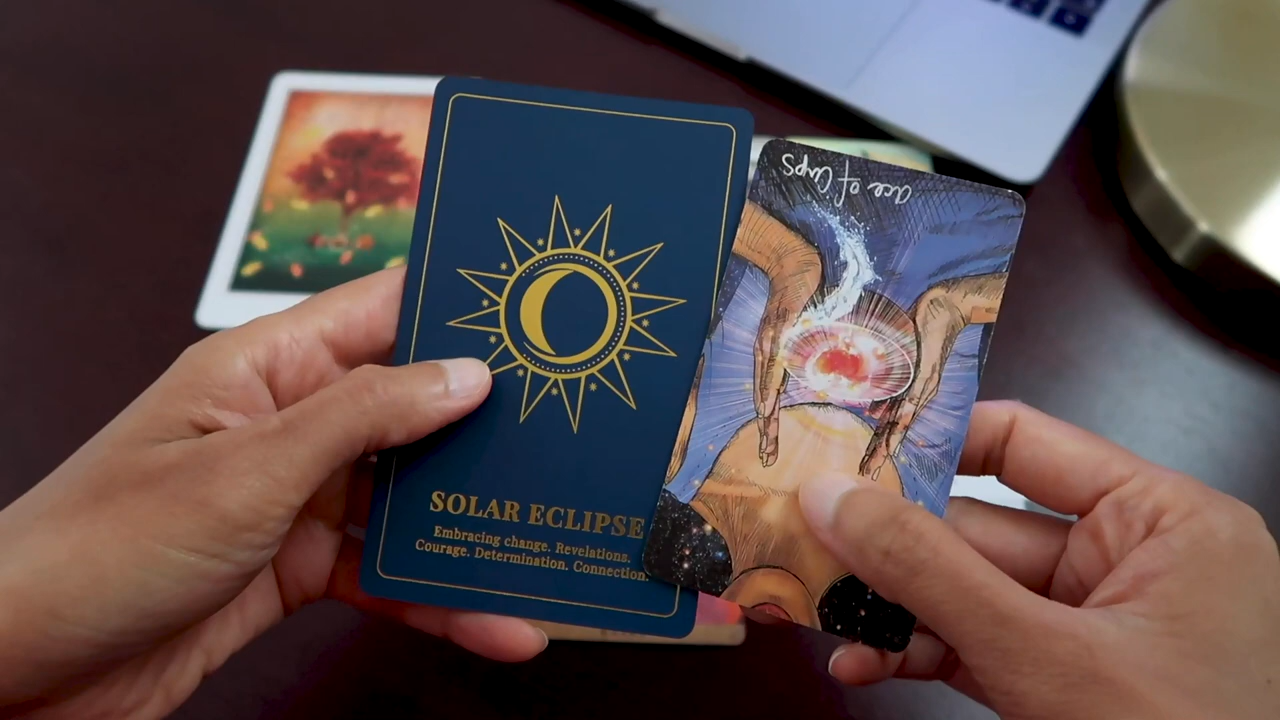 SOLAR ECLIPSE
Embracing change. Revelations.
Courage. Determination. Connection.
ace of Cups